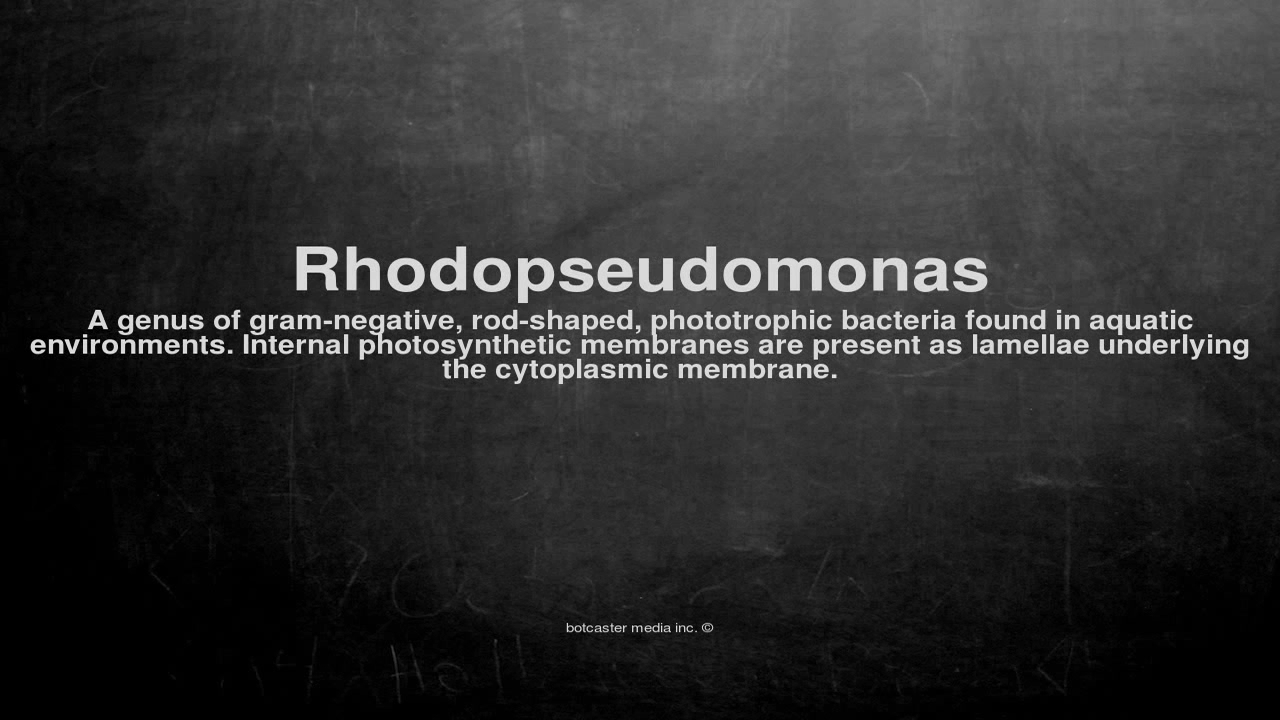 Rhodopseudomonas
A genus of gram-negative, rod-shaped, phototrophic bacteria found in aquatic
environments. Internal photosynthetic membranes are present as lamellae underlying
the cytoplasmic membrane.
botcaster media inc. ©